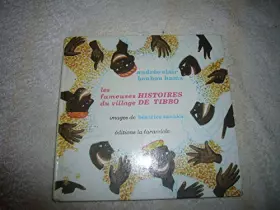 andrée clair
boubou hama
les
fameuses HISTOIRES
du village DE TIBBO
images de
éditions la farandole